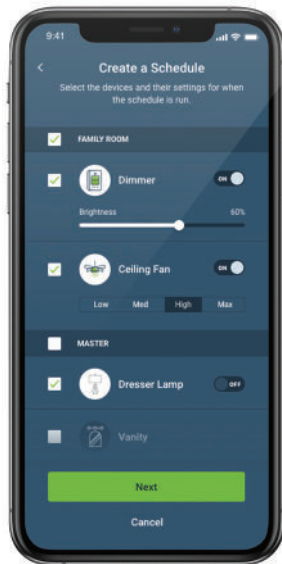 9:41
Create a Schedule
Select the devices and their settings for when
the schedule is run.
FAMILY ROOM
Dimmer
ON
Brightness 60%
Ceiling Fan
ON
Low Med High Max
MASTER
Dresser Lamp
OFF
Vanity
Next
Cancel